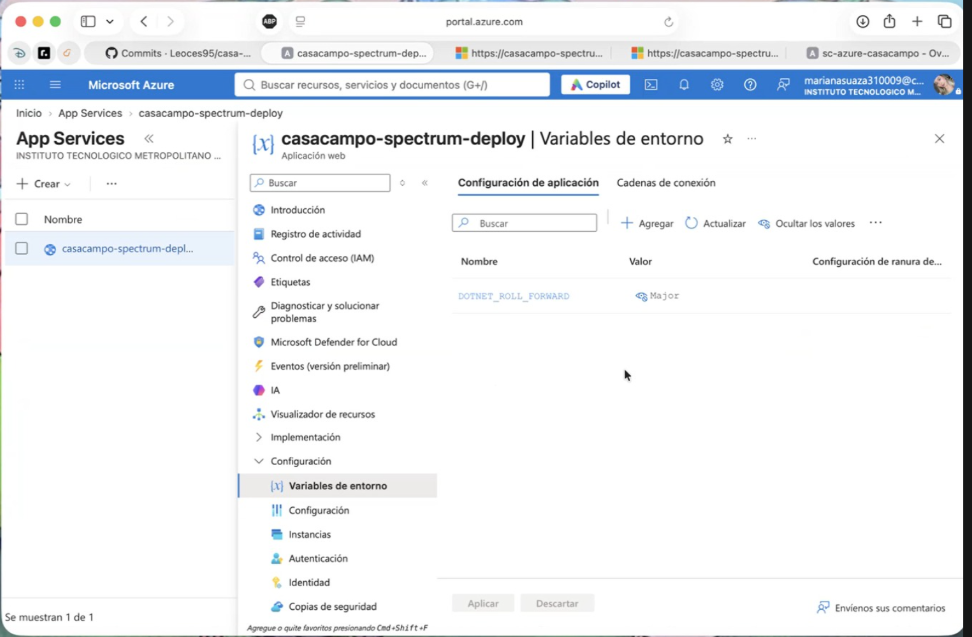 ABP
portal.azure.com
Commits · Leoces95/casa-...
casacampo-spectrum-dep...
https://casacampo-spectru...
https://casacampo-spectru...
sc-azure-casacampo - Ov...
Microsoft Azure
Buscar recursos, servicios y documentos (G+/)
Copilot
marianasuaza310009@c...
INSTITUTO TECNOLOGICO M...
Inicio > App Services > casacampo-spectrum-deploy
App Services
INSTITUTO TECNOLOGICO METROPOLITANO ...
Crear
...
Nombre
casacampo-spectrum-depl...
Se muestran 1 de 1
casacampo-spectrum-deploy | Variables de entorno
...
Aplicación web
Buscar
Introducción
Registro de actividad
Control de acceso (IAM)
Etiquetas
Diagnosticar y solucionar
problemas
Microsoft Defender for Cloud
Eventos (versión preliminar)
IA
Visualizador de recursos
Implementación
Configuración
Variables de entorno
Configuración
Instancias
Autenticación
Identidad
Copias de seguridad
Agregue o quite favoritos presionando Cmd+Shift+F
Configuración de aplicación
Cadenas de conexión
Buscar
Agregar
Actualizar
Ocultar los valores
...
Nombre
Valor
Configuración de ranura de...
DOTNET_ROLL_FORWARD
Major
Aplicar
Descartar
Envíenos sus comentarios